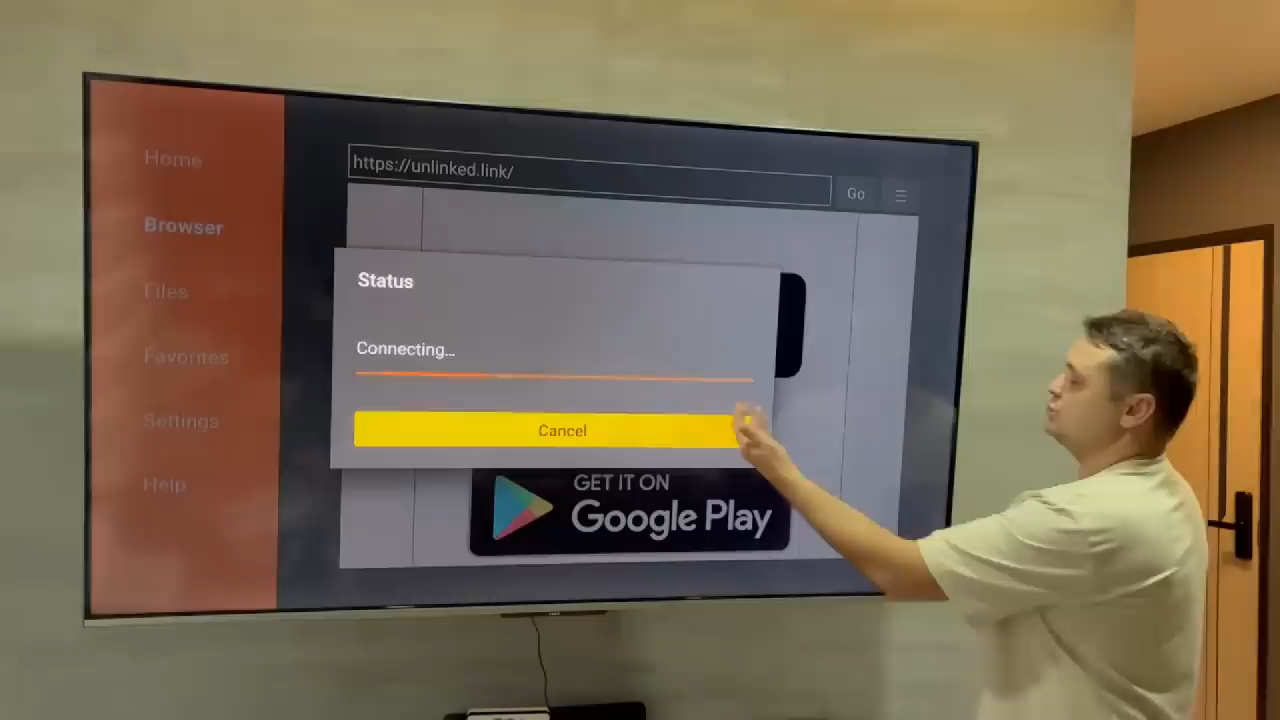 Home
Browser
Files
Favorites
Settings
Help
https://unlinked.link/
Go
Status
Connecting...
Cancel
GET IT ON
Google Play